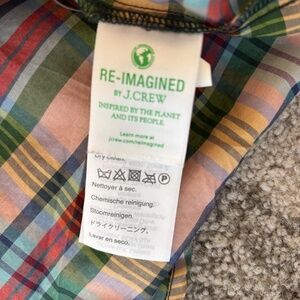 RE-IMAGINED
BY J.CREW
INSPIRED BY THE PLANET
AND ITS PEOPLE
Learn more at
jcrew.com/reimagined
Dry clean.
P
Nettoyer à sec.
Chemische reinigung.
Stoomreinigen.
ドライクリーニング。
Lavar en seco.